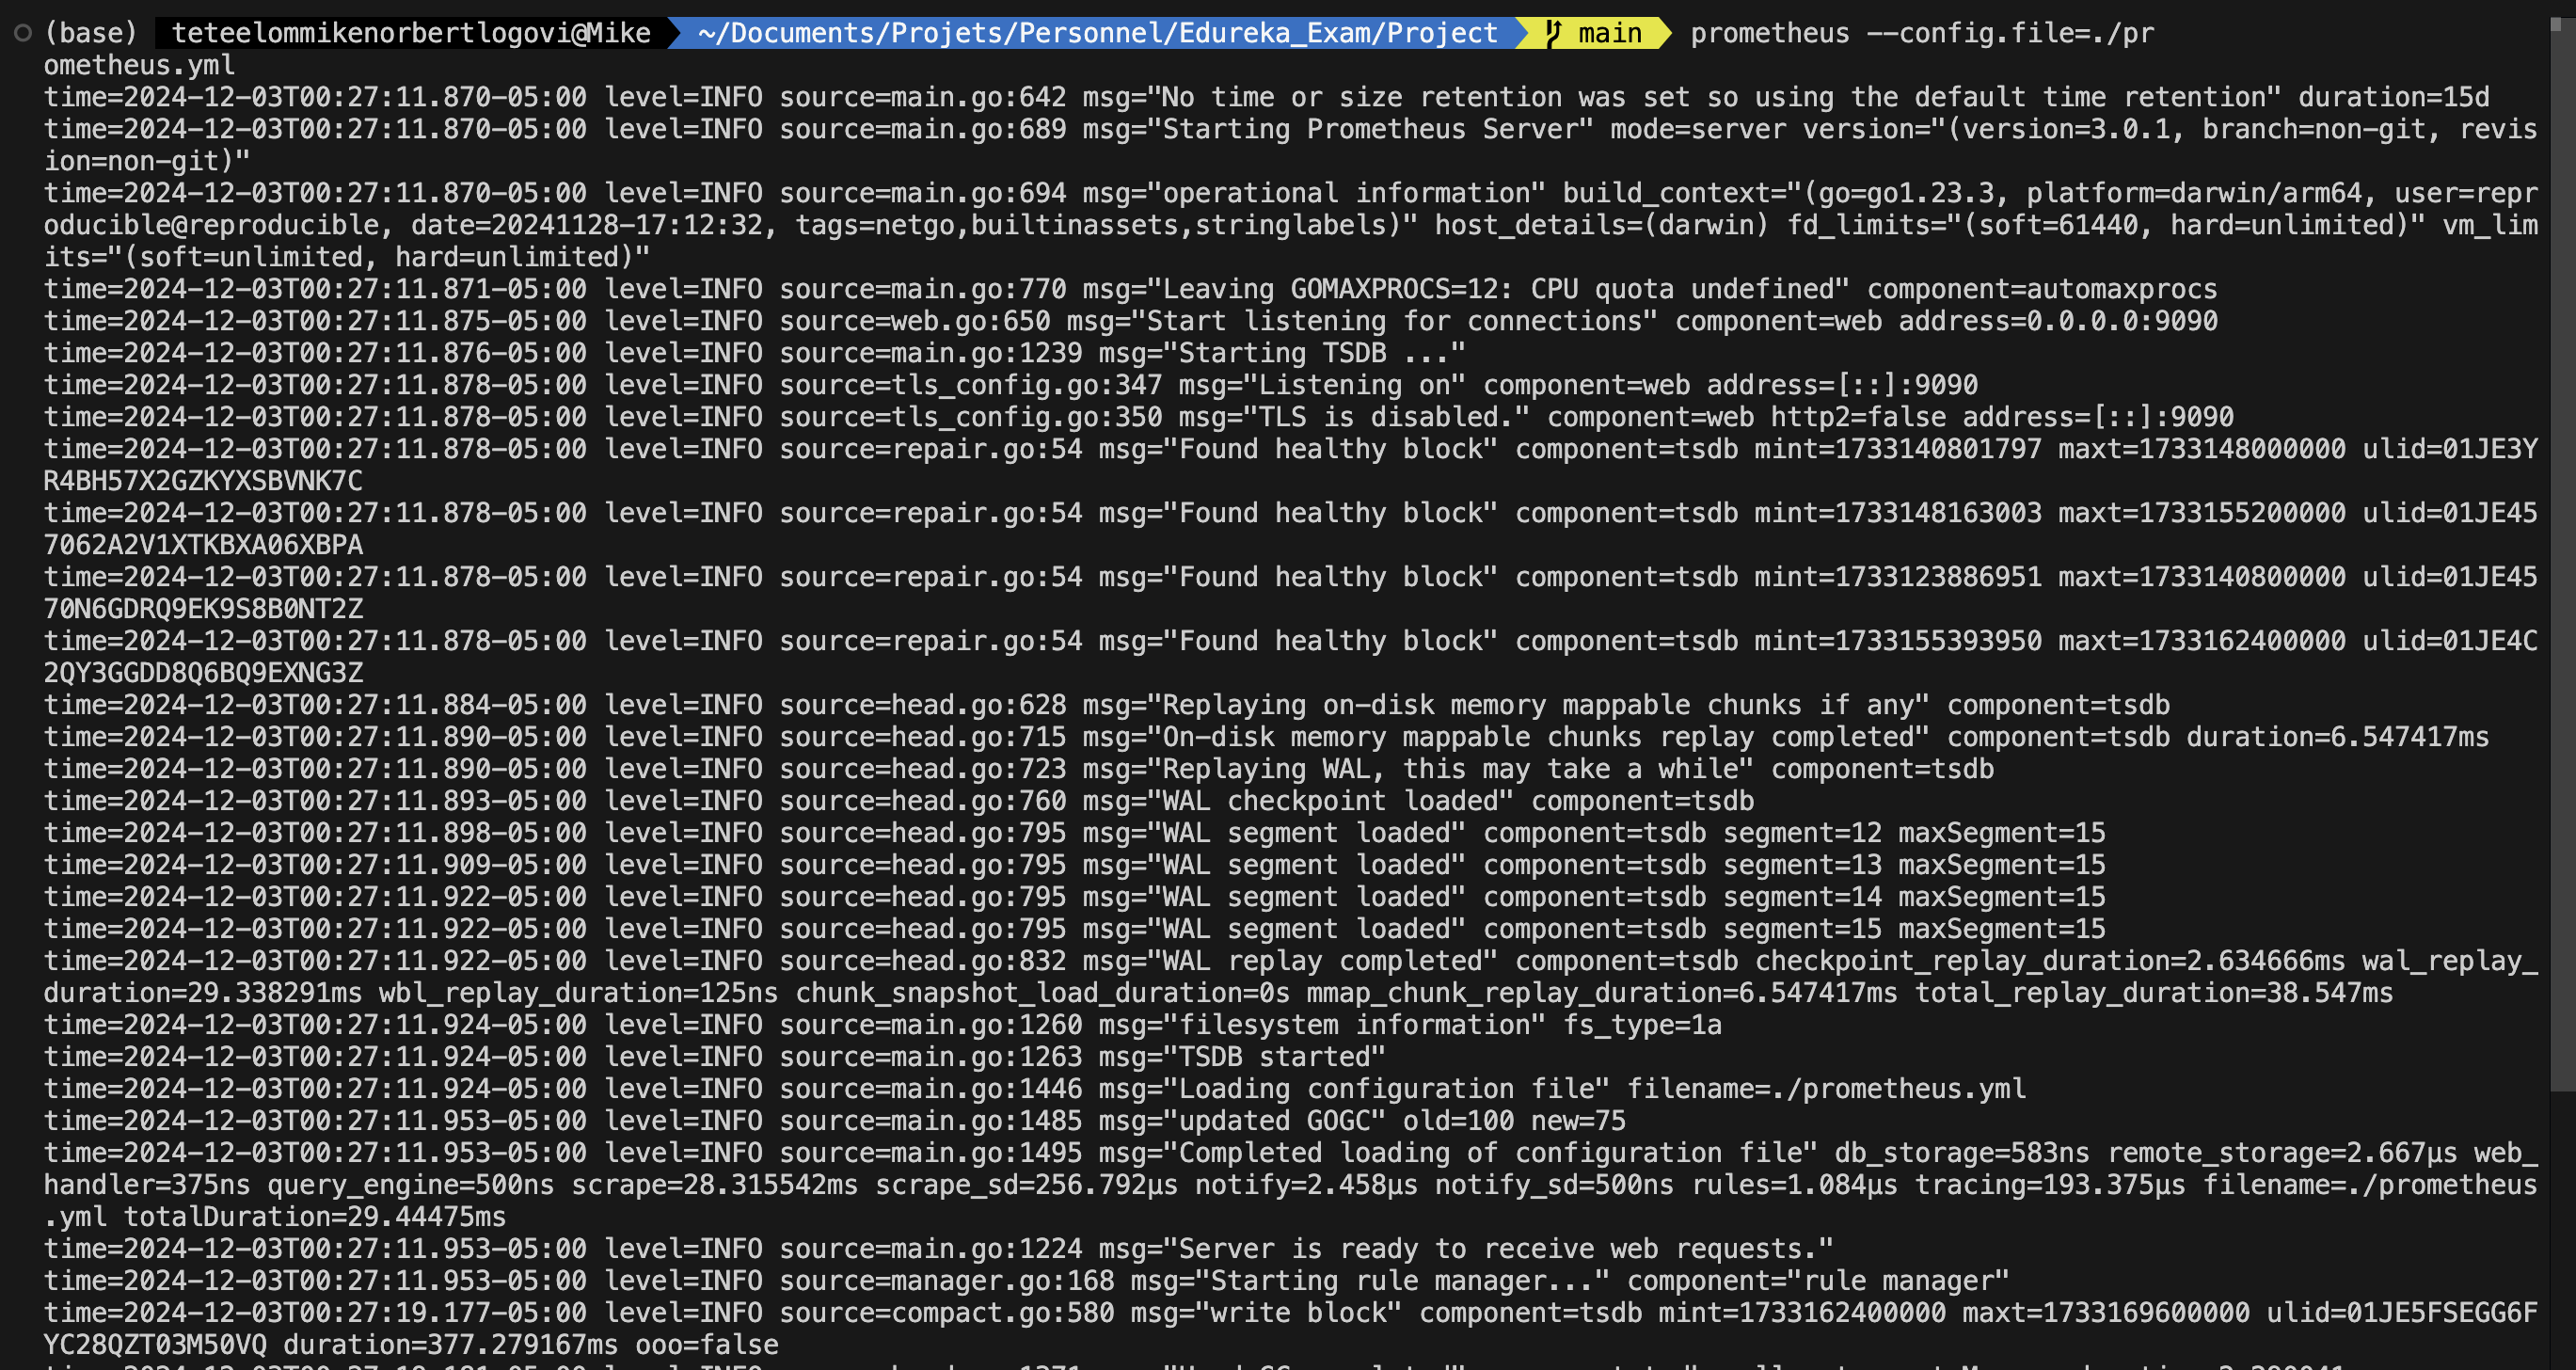 (base) teteelommikenorbertlogovi@Mike ~/Documents/Projets/Personnel/Edureka_Exam/Project main prometheus --config.file=./pr
ometheus.yml
time=2024-12-03T00:27:11.870-05:00 level=INFO source=main.go:642 msg="No time or size retention was set so using the default time retention" duration=15d
time=2024-12-03T00:27:11.870-05:00 level=INFO source=main.go:689 msg="Starting Prometheus Server" mode=server version="(version=3.0.1, branch=non-git, revis
ion=non-git)"
time=2024-12-03T00:27:11.870-05:00 level=INFO source=main.go:694 msg="operational information" build_context="(go=go1.23.3, platform=darwin/arm64, user=repr
oducible@reproducible, date=20241128-17:12:32, tags=netgo,builtinassets,stringlabels)" host_details=(darwin) fd_limits="(soft=61440, hard=unlimited)" vm_lim
its="(soft=unlimited, hard=unlimited)"
time=2024-12-03T00:27:11.871-05:00 level=INFO source=main.go:770 msg="Leaving GOMAXPROCS=12: CPU quota undefined" component=automaxprocs
time=2024-12-03T00:27:11.875-05:00 level=INFO source=web.go:650 msg="Start listening for connections" component=web address=0.0.0.0:9090
time=2024-12-03T00:27:11.876-05:00 level=INFO source=main.go:1239 msg="Starting TSDB ..."
time=2024-12-03T00:27:11.878-05:00 level=INFO source=tls_config.go:347 msg="Listening on" component=web address=[::]:9090
time=2024-12-03T00:27:11.878-05:00 level=INFO source=tls_config.go:350 msg="TLS is disabled." component=web http2=false address=[::]:9090
time=2024-12-03T00:27:11.878-05:00 level=INFO source=repair.go:54 msg="Found healthy block" component=tsdb mint=1733140801797 maxt=1733148000000 ulid=01JE3Y
R4BH57X2GZKYXSBVNK7C
time=2024-12-03T00:27:11.878-05:00 level=INFO source=repair.go:54 msg="Found healthy block" component=tsdb mint=1733148163003 maxt=1733155200000 ulid=01JE45
7062A2V1XTKBXA06XBPA
time=2024-12-03T00:27:11.878-05:00 level=INFO source=repair.go:54 msg="Found healthy block" component=tsdb mint=1733123886951 maxt=1733140800000 ulid=01JE45
70N6GDRQ9EK9S8B0NT2Z
time=2024-12-03T00:27:11.878-05:00 level=INFO source=repair.go:54 msg="Found healthy block" component=tsdb mint=1733155393950 maxt=1733162400000 ulid=01JE4C
2QY3GGDD8Q6BQ9EXNG3Z
time=2024-12-03T00:27:11.884-05:00 level=INFO source=head.go:628 msg="Replaying on-disk memory mappable chunks if any" component=tsdb
time=2024-12-03T00:27:11.890-05:00 level=INFO source=head.go:715 msg="On-disk memory mappable chunks replay completed" component=tsdb duration=6.547417ms
time=2024-12-03T00:27:11.890-05:00 level=INFO source=head.go:723 msg="Replaying WAL, this may take a while" component=tsdb
time=2024-12-03T00:27:11.893-05:00 level=INFO source=head.go:760 msg="WAL checkpoint loaded" component=tsdb
time=2024-12-03T00:27:11.898-05:00 level=INFO source=head.go:795 msg="WAL segment loaded" component=tsdb segment=12 maxSegment=15
time=2024-12-03T00:27:11.909-05:00 level=INFO source=head.go:795 msg="WAL segment loaded" component=tsdb segment=13 maxSegment=15
time=2024-12-03T00:27:11.922-05:00 level=INFO source=head.go:795 msg="WAL segment loaded" component=tsdb segment=14 maxSegment=15
time=2024-12-03T00:27:11.922-05:00 level=INFO source=head.go:795 msg="WAL segment loaded" component=tsdb segment=15 maxSegment=15
time=2024-12-03T00:27:11.922-05:00 level=INFO source=head.go:832 msg="WAL replay completed" component=tsdb checkpoint_replay_duration=2.634666ms wal_replay_
duration=29.338291ms wbl_replay_duration=125ns chunk_snapshot_load_duration=0s mmap_chunk_replay_duration=6.547417ms total_replay_duration=38.547ms
time=2024-12-03T00:27:11.924-05:00 level=INFO source=main.go:1260 msg="filesystem information" fs_type=1a
time=2024-12-03T00:27:11.924-05:00 level=INFO source=main.go:1263 msg="TSDB started"
time=2024-12-03T00:27:11.924-05:00 level=INFO source=main.go:1446 msg="Loading configuration file" filename=./prometheus.yml
time=2024-12-03T00:27:11.953-05:00 level=INFO source=main.go:1485 msg="updated GOGC" old=100 new=75
time=2024-12-03T00:27:11.953-05:00 level=INFO source=main.go:1495 msg="Completed loading of configuration file" db_storage=583ns remote_storage=2.667µs web_
handler=375ns query_engine=500ns scrape=28.315542ms scrape_sd=256.792µs notify=2.458µs notify_sd=500ns rules=1.084µs tracing=193.375µs filename=./prometheus
.yml totalDuration=29.44475ms
time=2024-12-03T00:27:11.953-05:00 level=INFO source=main.go:1224 msg="Server is ready to receive web requests."
time=2024-12-03T00:27:11.953-05:00 level=INFO source=manager.go:168 msg="Starting rule manager..." component="rule manager"
time=2024-12-03T00:27:19.177-05:00 level=INFO source=compact.go:580 msg="write block" component=tsdb mint=1733162400000 maxt=1733169600000 ulid=01JE5FSEGG6F
YC28QZT03M50VQ duration=377.279167ms ooo=false